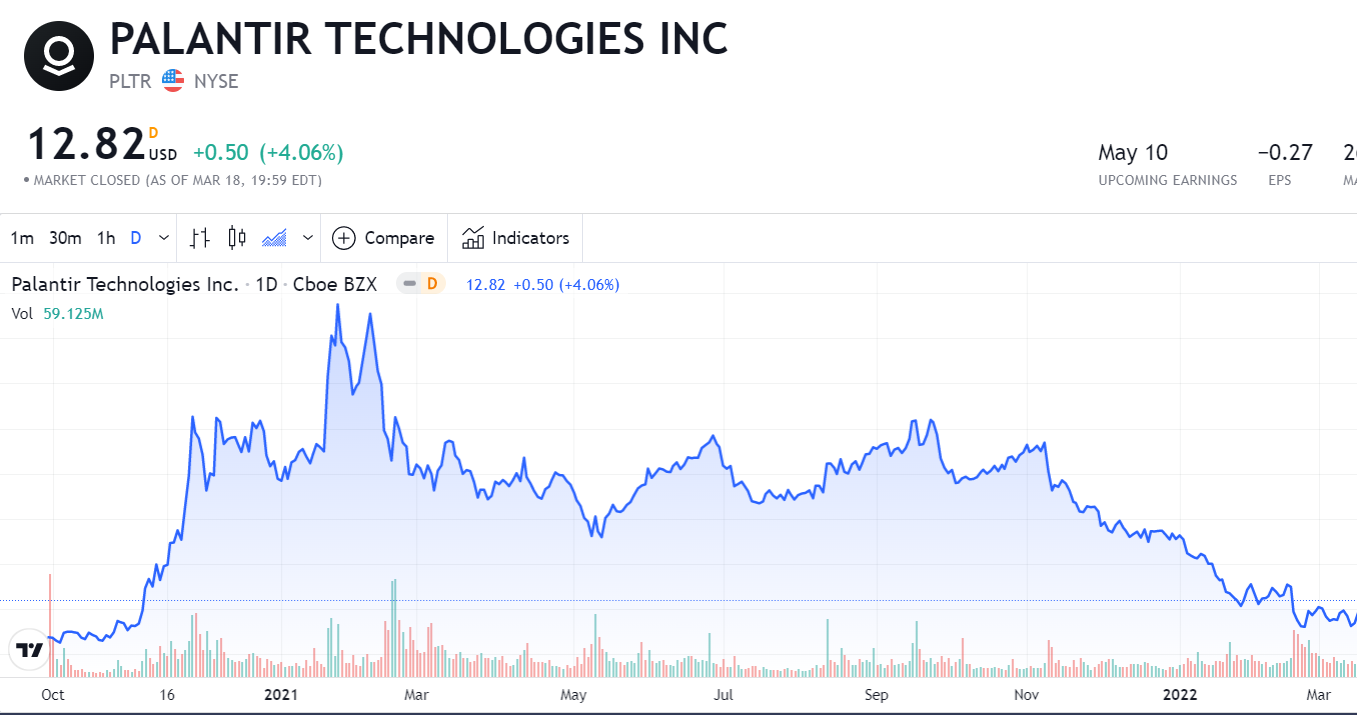 PALANTIR TECHNOLOGIES INC
PLTR NYSE
12.82 D USD +0.50 (+4.06%)
• MARKET CLOSED (AS OF MAR 18, 19:59 EDT)
May 10 −0.27 2
UPCOMING EARNINGS EPS MA
1m 30m 1h D Compare Indicators
Palantir Technologies Inc. · 1D · Cboe BZX D 12.82 +0.50 (+4.06%)
Vol 59.125M
Oct 16 2021 Mar May Jul Sep Nov 2022 Mar